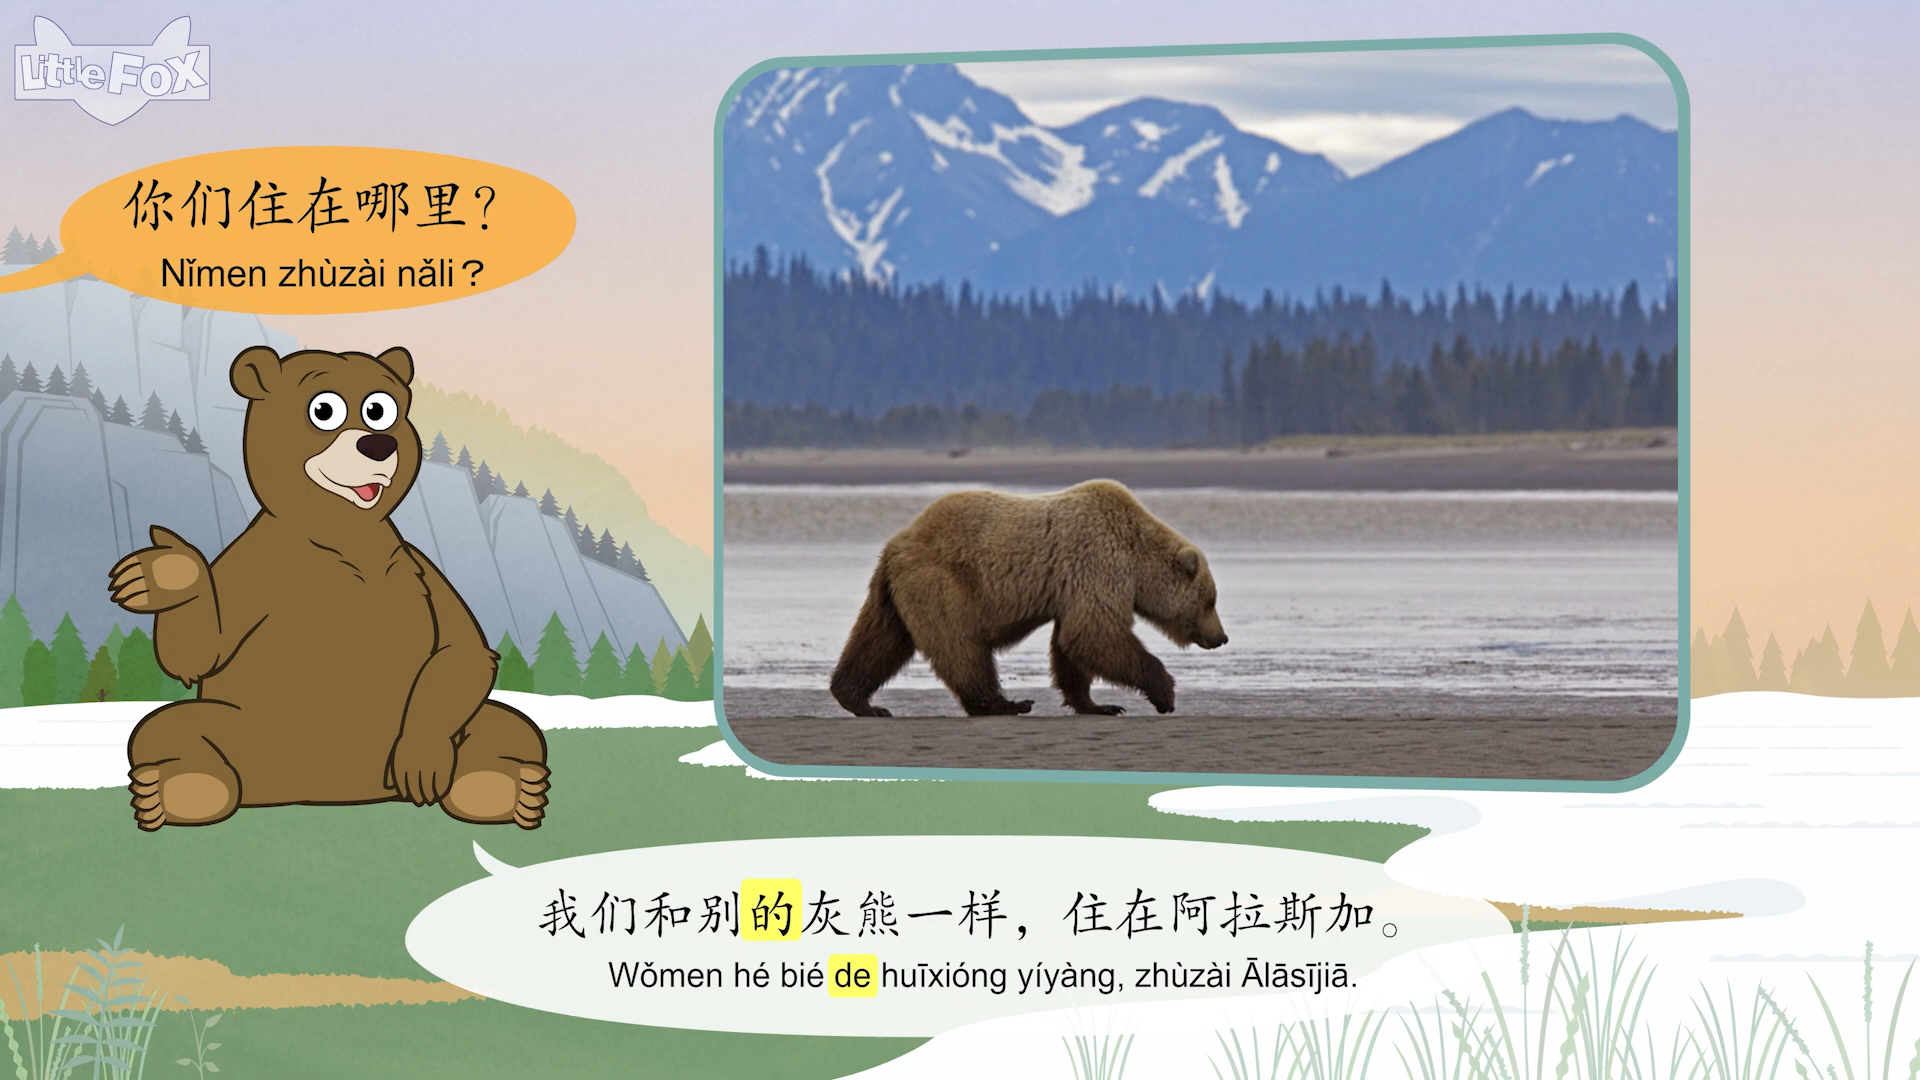 Little Fox
你们住在哪里？
Nǐmen zhùzài nǎli？
我们和别的灰熊一样，住在阿拉斯加。
Wǒmen hé bié de huīxióng yíyàng, zhùzài Ālāsījiā.